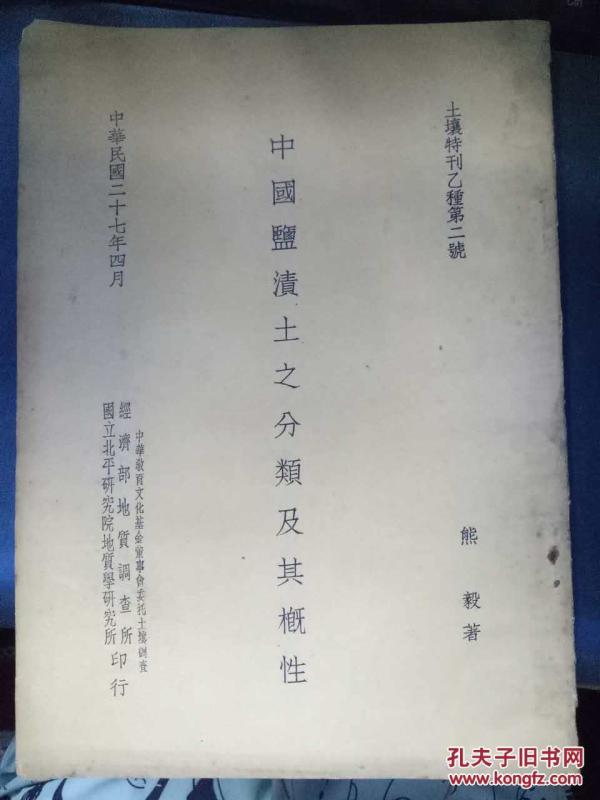 土壤特刊乙種第二號
熊毅著
中國鹽漬土之分類及其概性
中華教育文化基金董事會委托土壤調查
經濟部地質調查所
國立北平研究院地質學研究所
印行
中華民國二十七年四月
孔夫子旧书网
www.kongfz.com